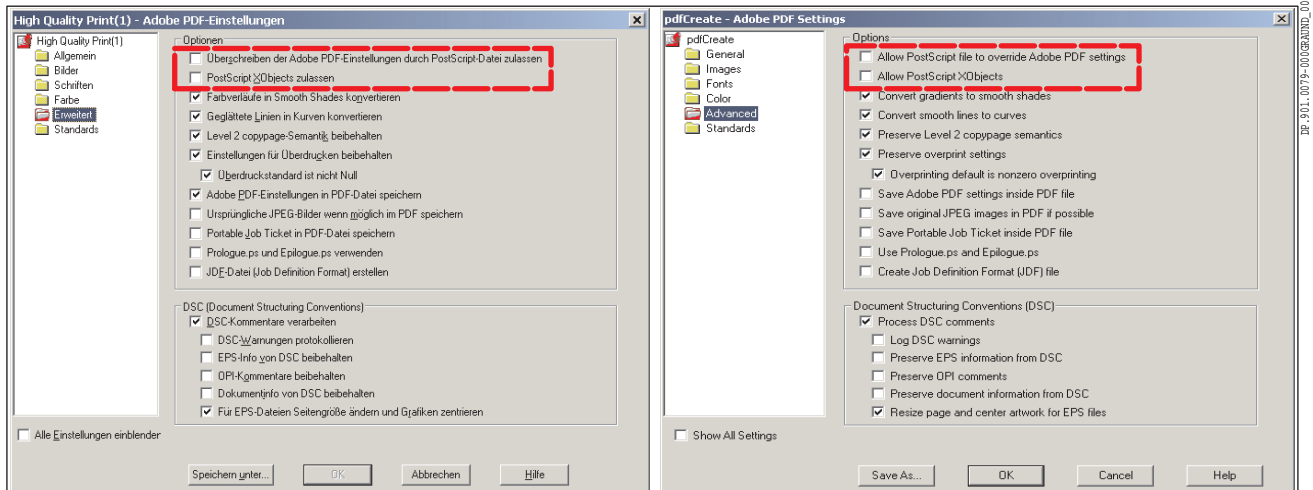 High Quality Print(1) - Adobe PDF-Einstellungen
High Quality Print(1)
Allgemein
Bilder
Schriften
Farbe
Erweitert
Standards
Optionen
Überschreiben der Adobe PDF-Einstellungen durch PostScript-Datei zulassen
PostScript XObjects zulassen
Farbverläufe in Smooth Shades konvertieren
Geglättete Linien in Kurven konvertieren
Level 2 copypage-Semantik beibehalten
Einstellungen für Überdrucken beibehalten
Überdruckstandard ist nicht Null
Adobe PDF-Einstellungen in PDF-Datei speichern
Ursprüngliche JPEG-Bilder wenn möglich im PDF speichern
Portable Job Ticket in PDF-Datei speichern
Prologue.ps und Epilogue.ps verwenden
JDF-Datei (Job Definition Format) erstellen
DSC (Document Structuring Conventions)
DSC-Kommentare verarbeiten
DSC-Warnungen protokollieren
EPS-Info von DSC beibehalten
OPI-Kommentare beibehalten
Dokumentinfo von DSC beibehalten
Für EPS-Dateien Seitengröße ändern und Grafiken zentrieren
Alle Einstellungen einblender
Speichern unter... OK Abbrechen Hilfe
pdfCreate - Adobe PDF Settings
pdfCreate
General
Images
Fonts
Color
Advanced
Standards
Options
Allow PostScript file to override Adobe PDF settings
Allow PostScript XObjects
Convert gradients to smooth shades
Convert smooth lines to curves
Preserve Level 2 copypage semantics
Preserve overprint settings
Overprinting default is nonzero overprinting
Save Adobe PDF settings inside PDF file
Save original JPEG images in PDF if possible
Save Portable Job Ticket inside PDF file
Use Prologue.ps and Epilogue.ps
Create Job Definition Format (JDF) file
Document Structuring Conventions (DSC)
Process DSC comments
Log DSC warnings
Preserve EPS information from DSC
Preserve OPI comments
Preserve document information from DSC
Resize page and center artwork for EPS files
Show All Settings
Save As... OK Cancel Help
DP.901.0079-000GRAUND_00